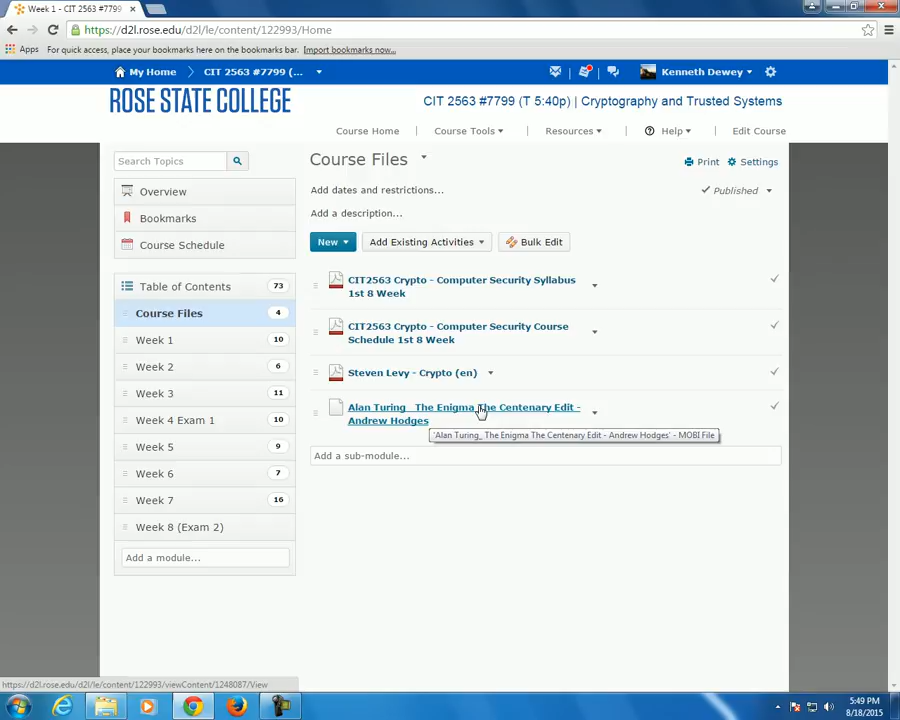 Week 1 - CIT 2563 #7799
https://d2l.rose.edu/d2l/le/content/122993/Home
Apps For quick access, place your bookmarks here on the bookmarks bar. Import bookmarks now...
My Home CIT 2563 #7799 (... Kenneth Dewey
ROSE STATE COLLEGE
CIT 2563 #7799 (T 5:40p) | Cryptography and Trusted Systems
Course Home Course Tools Resources Help Edit Course
Search Topics
Overview
Bookmarks
Course Schedule
Table of Contents 73
Course Files 4
Week 1 10
Week 2 6
Week 3 11
Week 4 Exam 1 10
Week 5 9
Week 6 7
Week 7 16
Week 8 (Exam 2)
Add a module...
Course Files
Print Settings
Add dates and restrictions...
Published
Add a description...
New Add Existing Activities Bulk Edit
CIT2563 Crypto - Computer Security Syllabus
1st 8 Week
CIT2563 Crypto - Computer Security Course
Schedule 1st 8 Week
Steven Levy - Crypto (en)
Alan Turing_ The Enigma The Centenary Edit -
Andrew Hodges
'Alan Turing_ The Enigma The Centenary Edit - Andrew Hodges' - MOBI File
Add a sub-module...
https://d2l.rose.edu/d2l/le/content/122993/viewContent/1248087/View
5:49 PM
8/18/2015